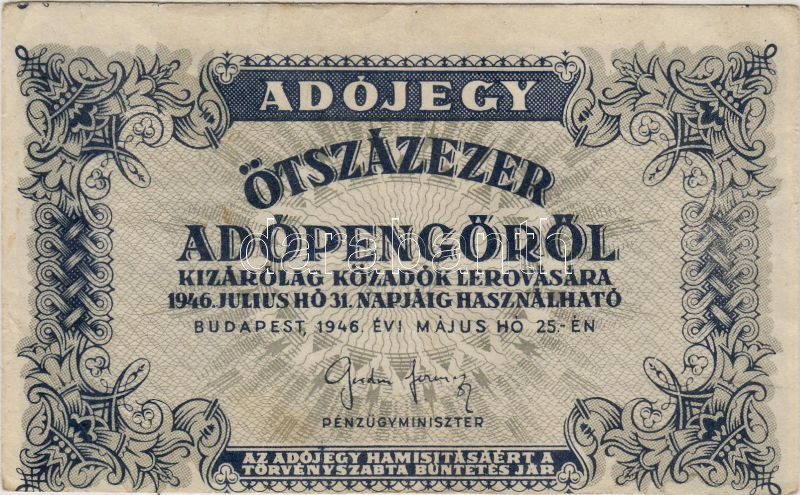 ADÓJEGY
ÖTSZÁZEZER
ADÓPENGŐRŐL
KIZÁRÓLAG KÖZADÓK LEROVÁSÁRA
1946. JULIUS HÓ 31. NAPJÁIG HASZNÁLHATÓ
BUDAPEST, 1946. ÉVI MÁJUS HÓ 25.-ÉN
PÉNZÜGYMINISZTER
AZ ADÓJEGY HAMISITÁSAÉRT A
TÖRVÉNYSZABTA BÜNTETÉS JÁR